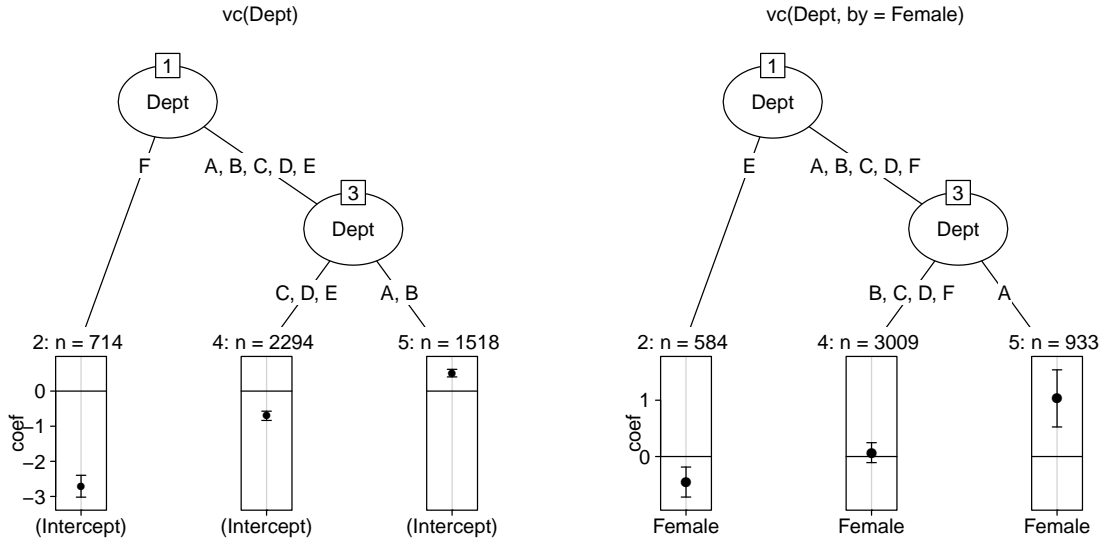 vc(Dept)
1
Dept
F
A, B, C, D, E
3
Dept
C, D, E
A, B
2: n = 714
4: n = 2294
5: n = 1518
coef
0
−1
−2
−3
(Intercept)
(Intercept)
(Intercept)
vc(Dept, by = Female)
1
Dept
E
A, B, C, D, F
3
Dept
B, C, D, F
A
2: n = 584
4: n = 3009
5: n = 933
coef
1
0
Female
Female
Female